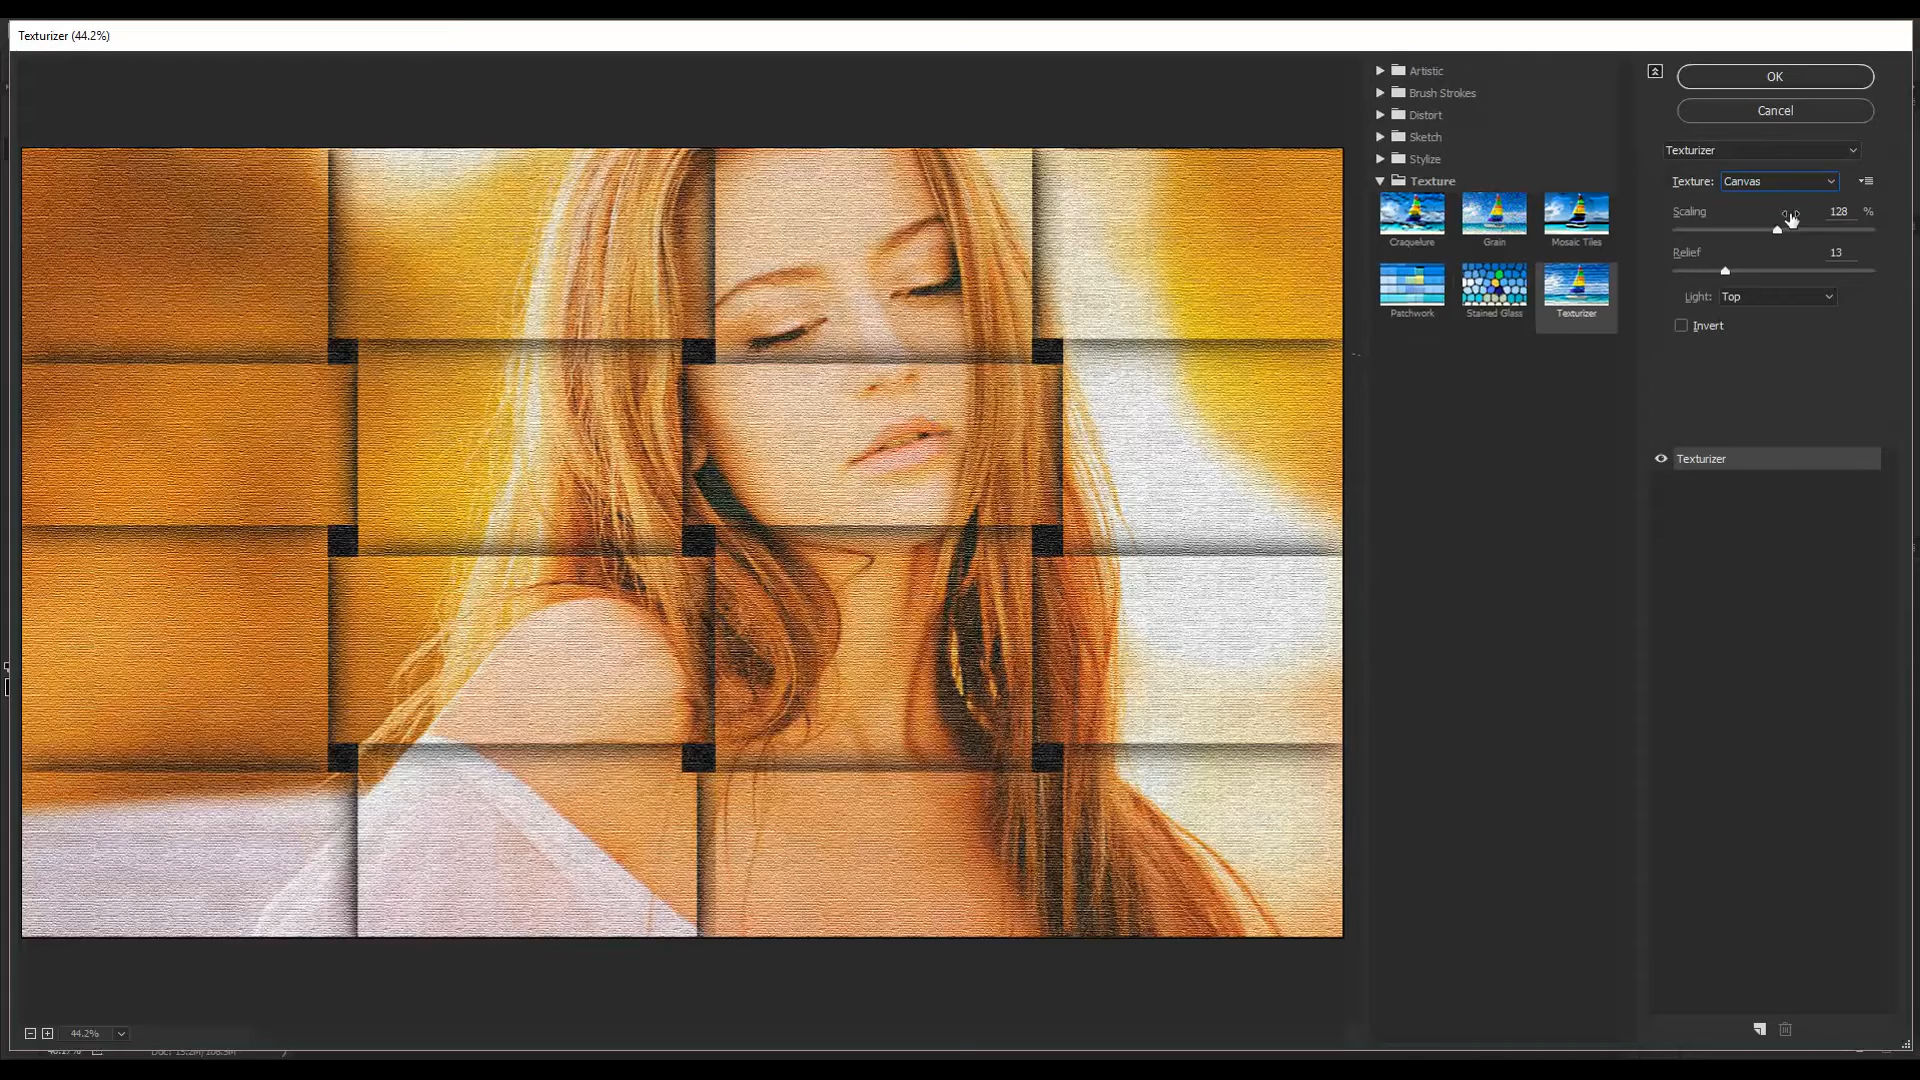 Texturizer (44.2%)
Artistic
Brush Strokes
Distort
Sketch
Stylize
Texture
Craquelure
Grain
Mosaic Tiles
Patchwork
Stained Glass
Texturizer
OK
Cancel
Texturizer
Texture: Canvas
Scaling 128 %
Relief 13
Light: Top
Invert
Texturizer
44.2%